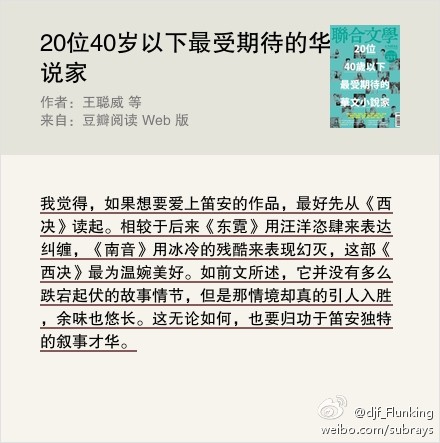 20位40岁以下最受期待的华
说家
作者：王聪威 等
来自：豆瓣阅读 Web 版
聯合文學
20位
40歲以下
最受期待的
華文小說家
我觉得，如果想要爱上笛安的作品，最好先从《西
决》读起。相较于后来《东霓》用汪洋恣肆来表达
纠缠，《南音》用冰冷的残酷来表现幻灭，这部《
西决》最为温婉美好。如前文所述，它并没有多么
跌宕起伏的故事情节，但是那情境却真的引人入胜
，余味也悠长。这无论如何，也要归功于笛安独特
的叙事才华。
@djf_Flunking
weibo.com/subrays